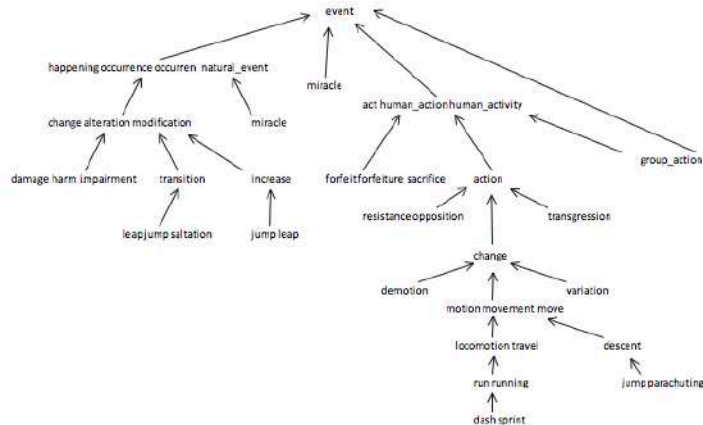 event
happening occurrence occurren natural_event
miracle
act human_action human_activity
change alteration modification
miracle
group_action
damage harm impairment
transition
increase
forfeit forfeiture sacrifice
action
resistance opposition
transgression
leap jump saltation
jump leap
change
demotion
variation
motion movement move
locomotion travel
descent
run running
jump parachuting
dash sprint